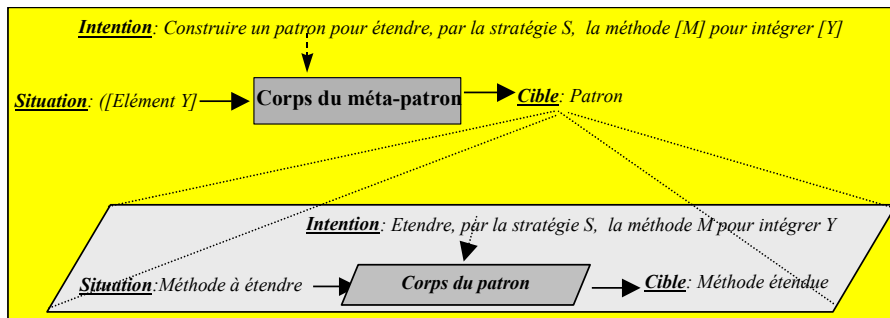 Intention: Construire un patron pour étendre, par la stratégie S, la méthode [M] pour intégrer [Y]
Situation: ([Elément Y]
Corps du méta-patron
Cible: Patron
Intention: Etendre, par la stratégie S, la méthode M pour intégrer Y
Situation:Méthode à étendre
Corps du patron
Cible: Méthode étendue